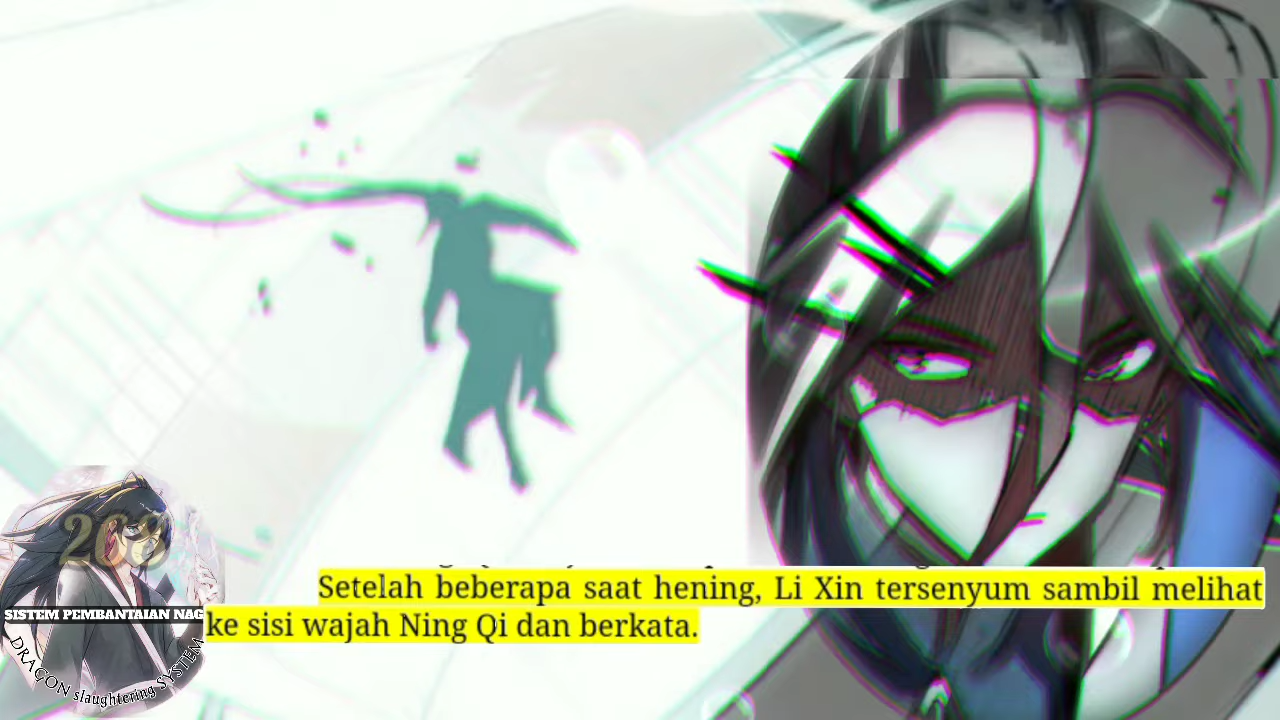 Setelah beberapa saat hening, Li Xin tersenyum sambil melihat
ke sisi wajah Ning Qi dan berkata.
SISTEM PEMBANTAIAN NAG
DRAGON slaughtering SYSTEM